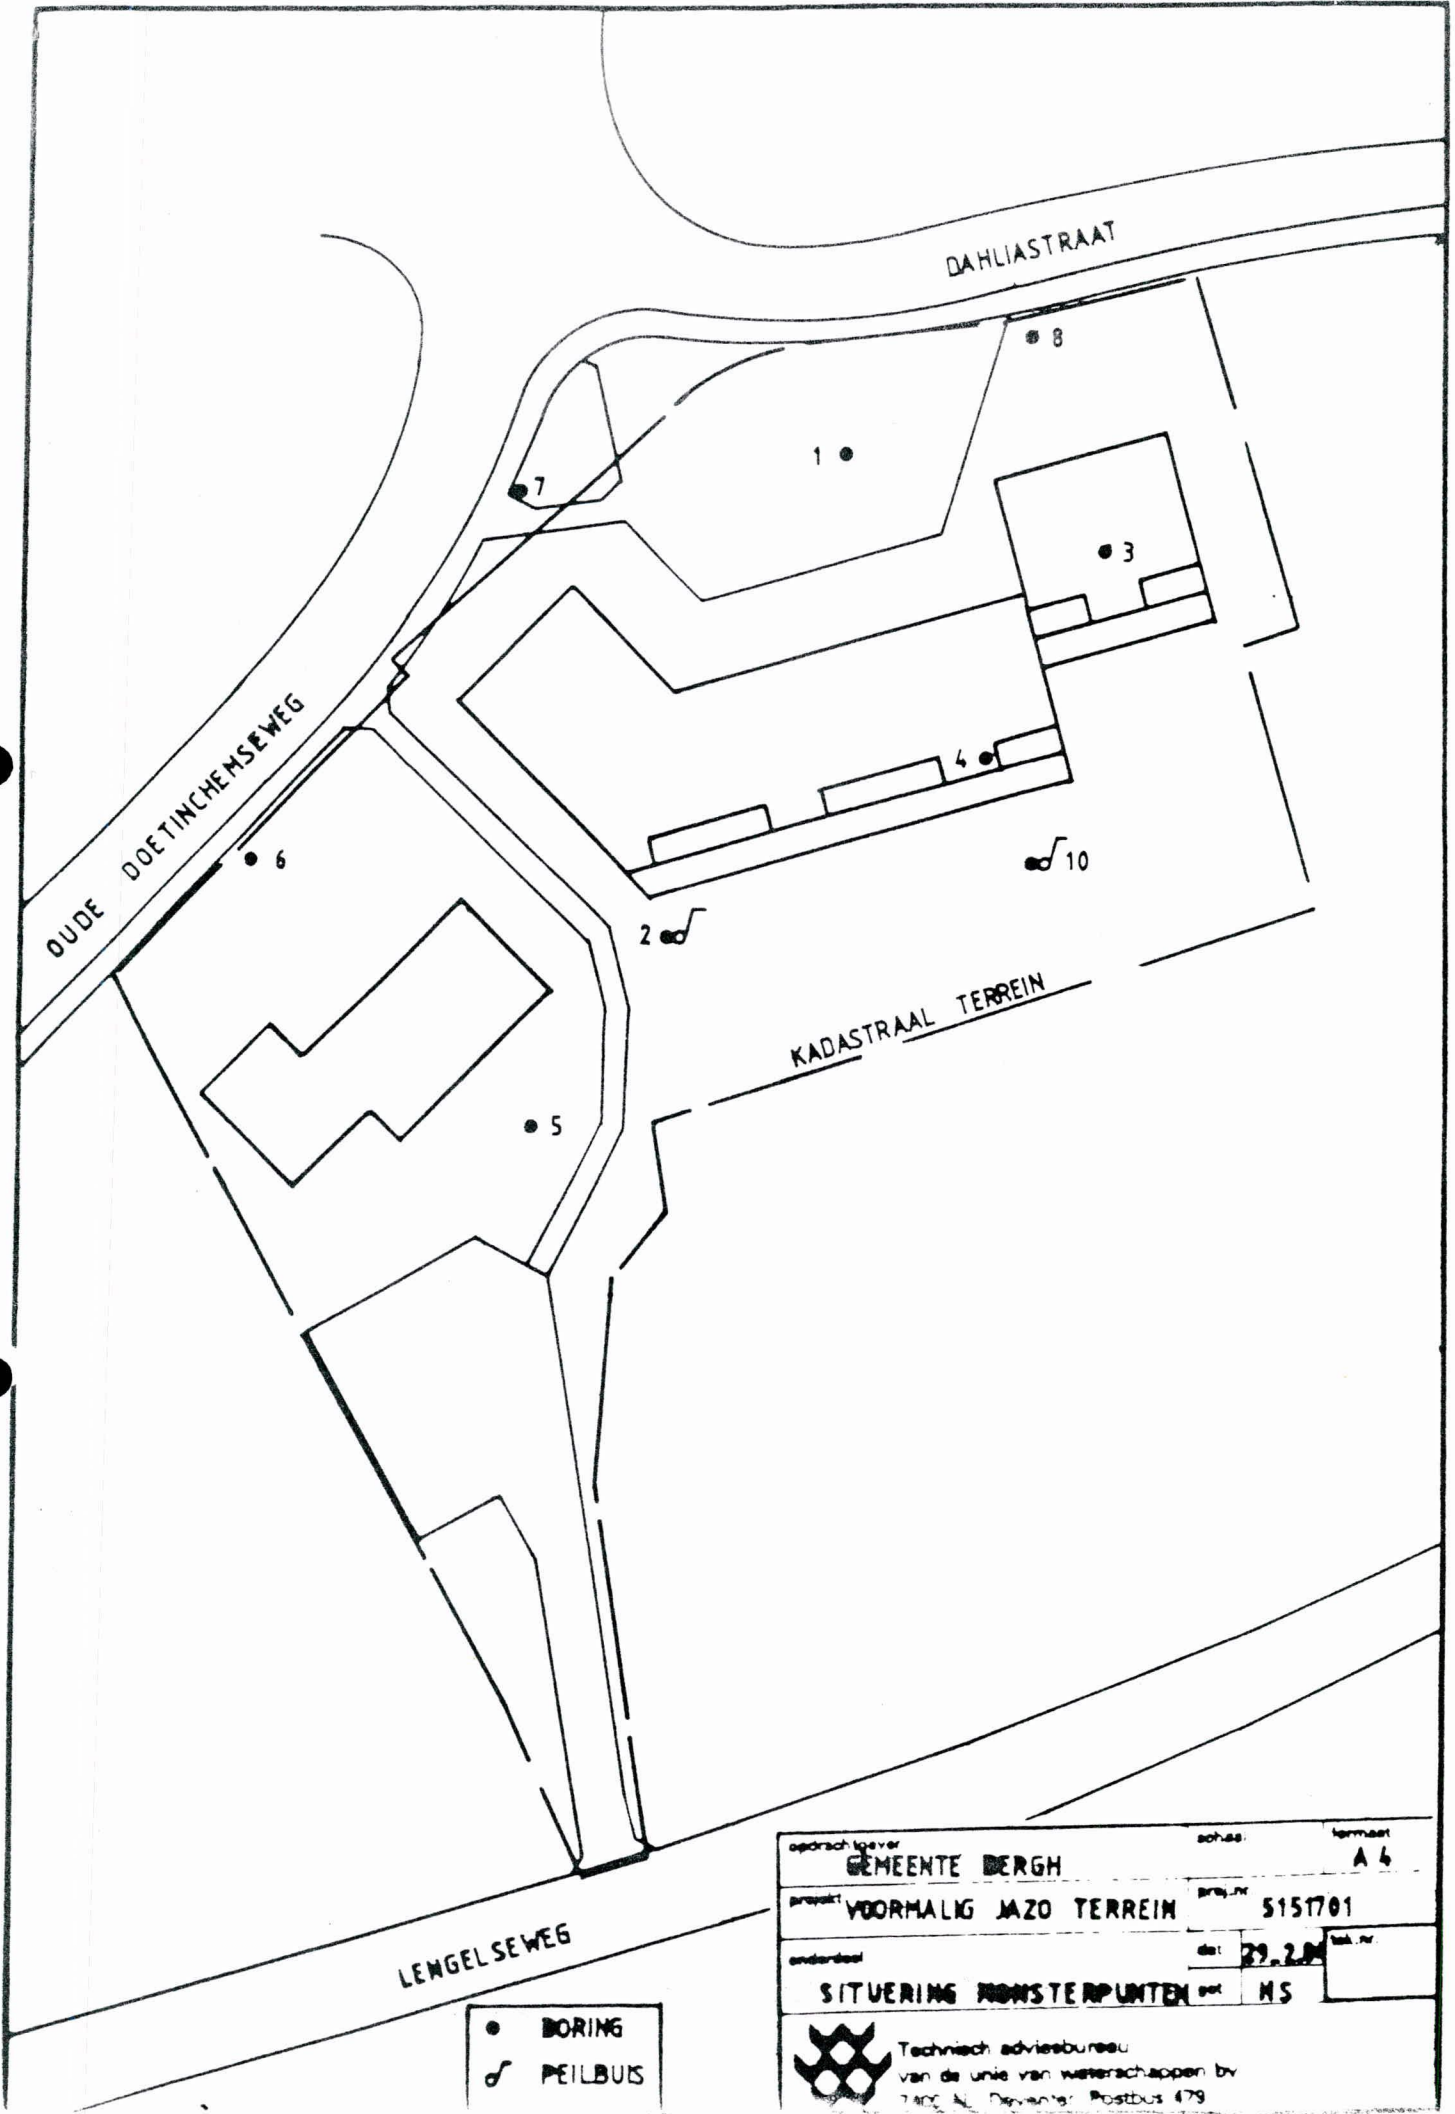 DAHLIASTRAAT
8
1
7
3
OUDE DOETINCHEMSEWEG
4
6
10
2
KADASTRAAL TERREIN
5
LENGELSEWEG
BORING
PEILBUIS
opdrachtgever
GEMEENTE BERGH
schaal
formaat
A 4
projekt VOORMALIG JAZO TERREIN
proj.nr
5151701
onderdeel
SITUERING MONSTERPUNTEN
dat
get MS
tek.nr.
Technisch adviesbureau
van de unie van waterschappen bv
Deventer Postbus 479